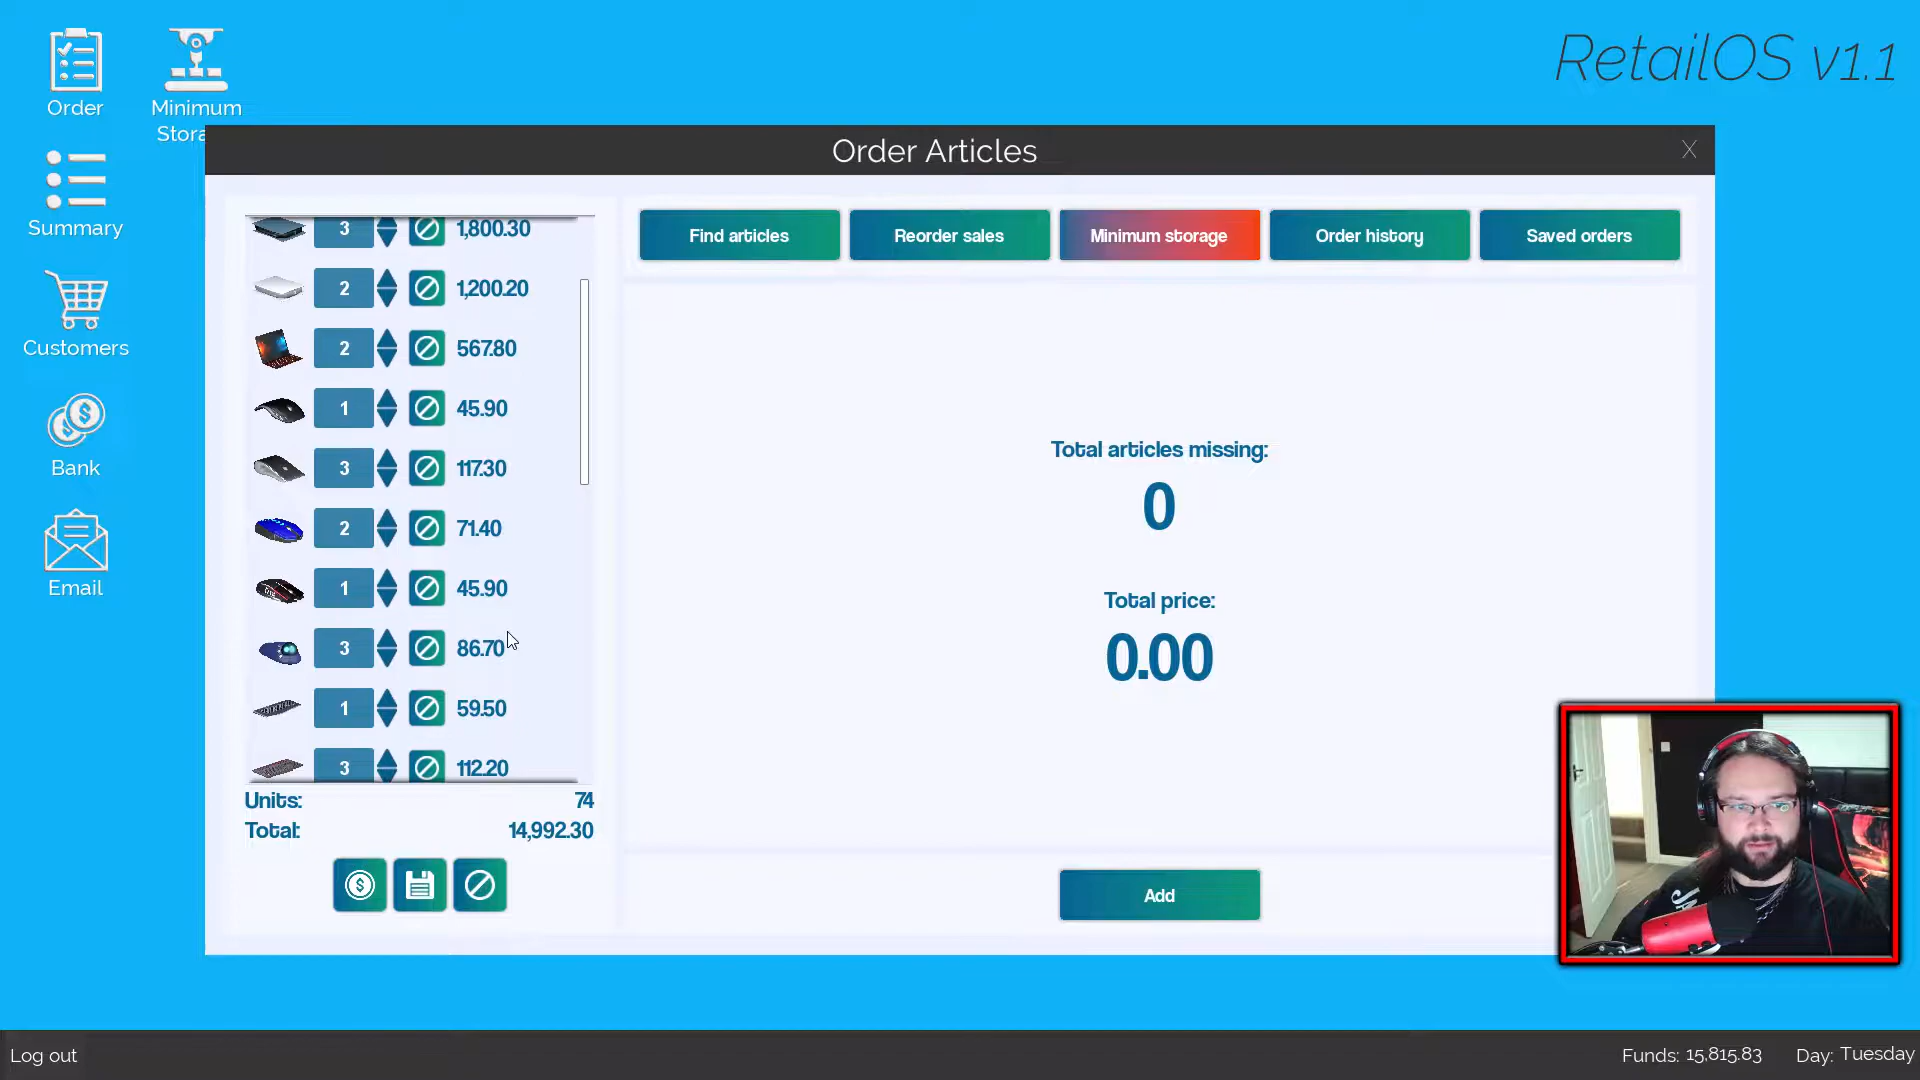 RetailOS v1.1
Order
Minimum
Stora
Summary
Customers
Bank
Email
Order Articles
X
3 1,800.30
2 1,200.20
2 567.80
1 45.90
3 117.30
2 71.40
1 45.90
3 86.70
1 59.50
3 112.20
Units: 74
Total: 14,992.30
Find articles
Reorder sales
Minimum storage
Order history
Saved orders
Total articles missing:
0
Total price:
0.00
Add
Log out
Funds: 15,815.83
Day: Tuesday